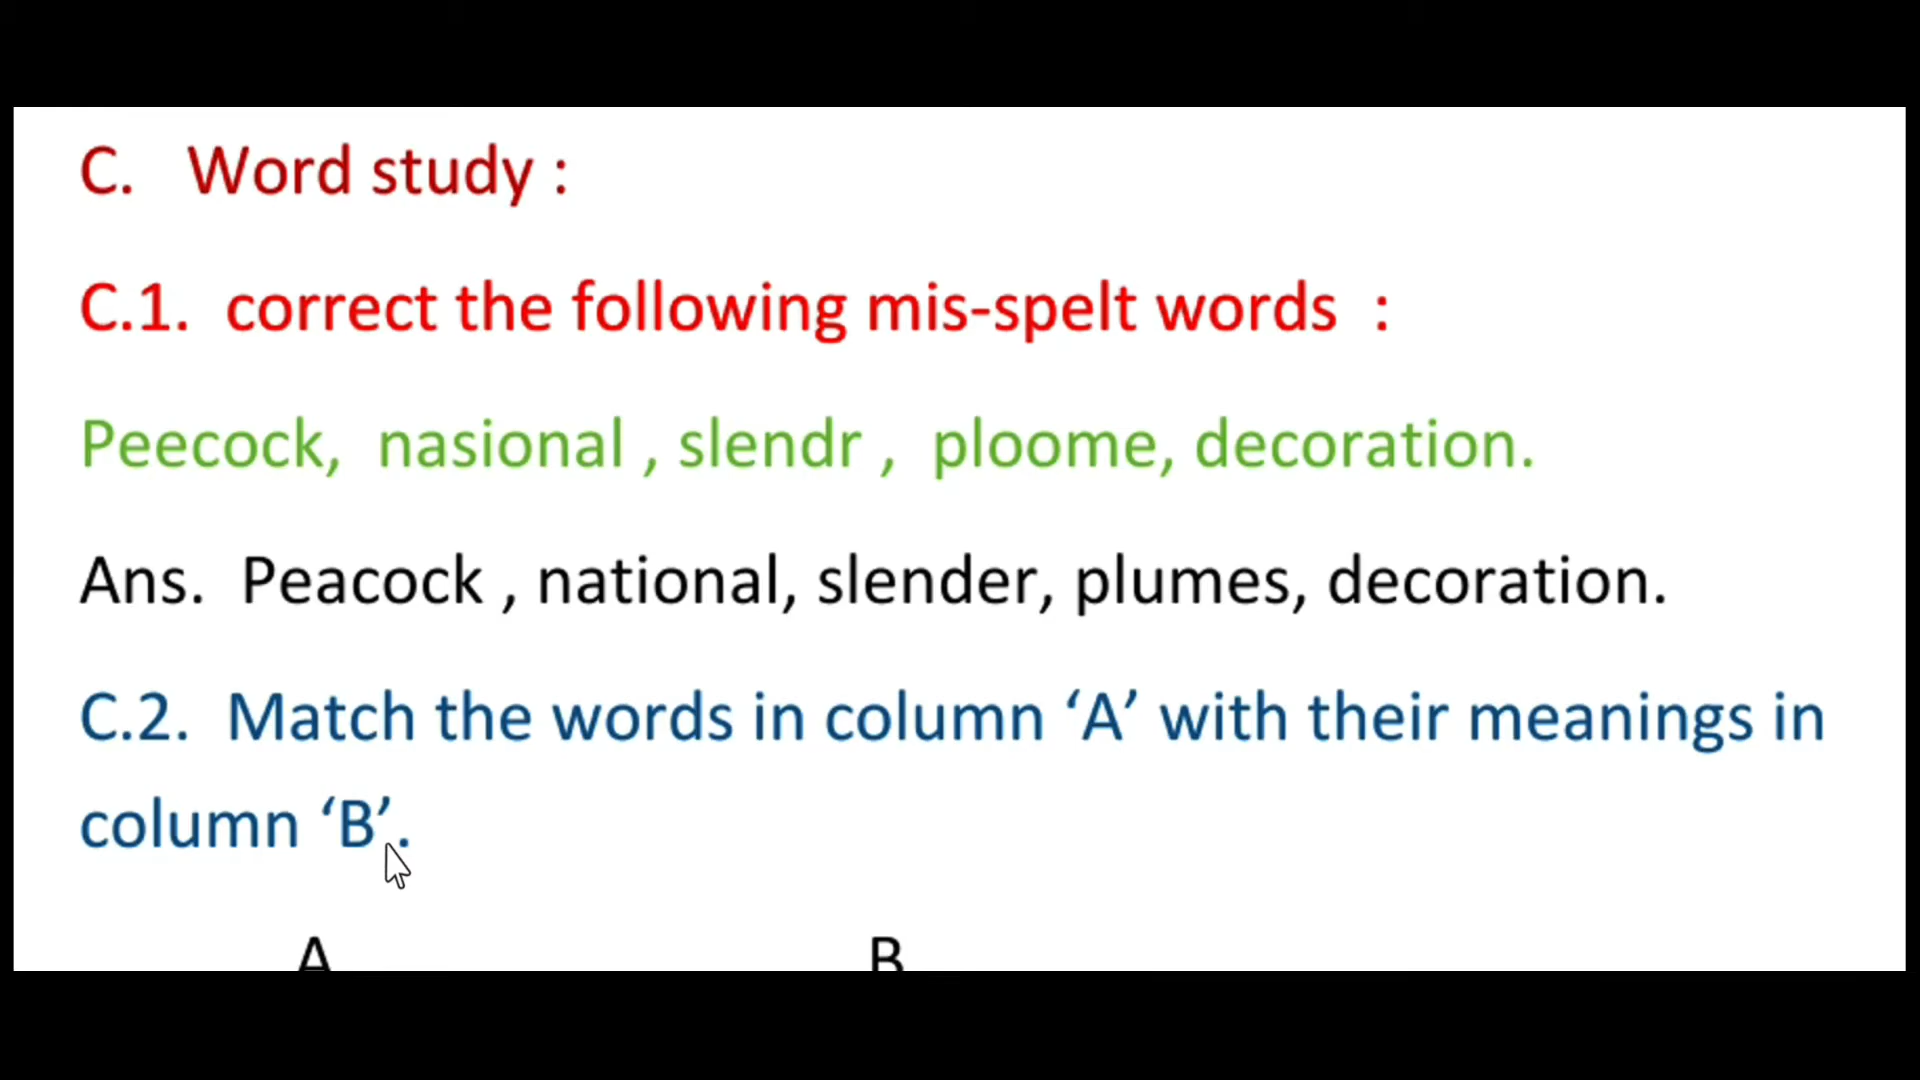 C. Word study :
C.1. correct the following mis-spelt words :
Peecock, nasional , slendr , ploome, decoration.
Ans. Peacock , national, slender, plumes, decoration.
C.2. Match the words in column ‘A’ with their meanings in
column ‘B’.
A B